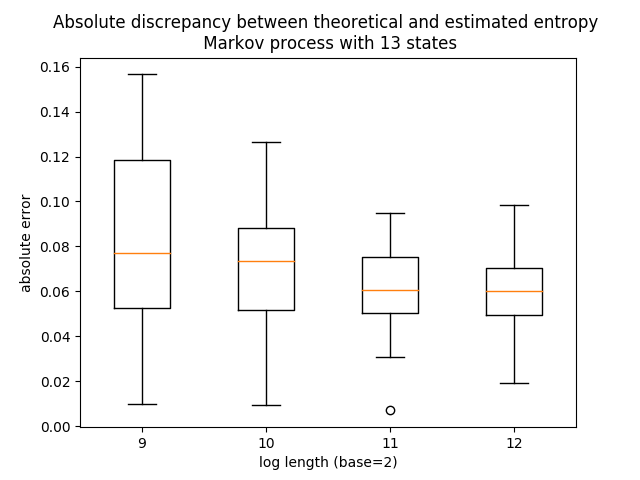 Absolute discrepancy between theoretical and estimated entropy
Markov process with 13 states
0.16
0.14
0.12
0.10
0.08
0.06
0.04
0.02
0.00
absolute error
9 10 11 12
log length (base=2)